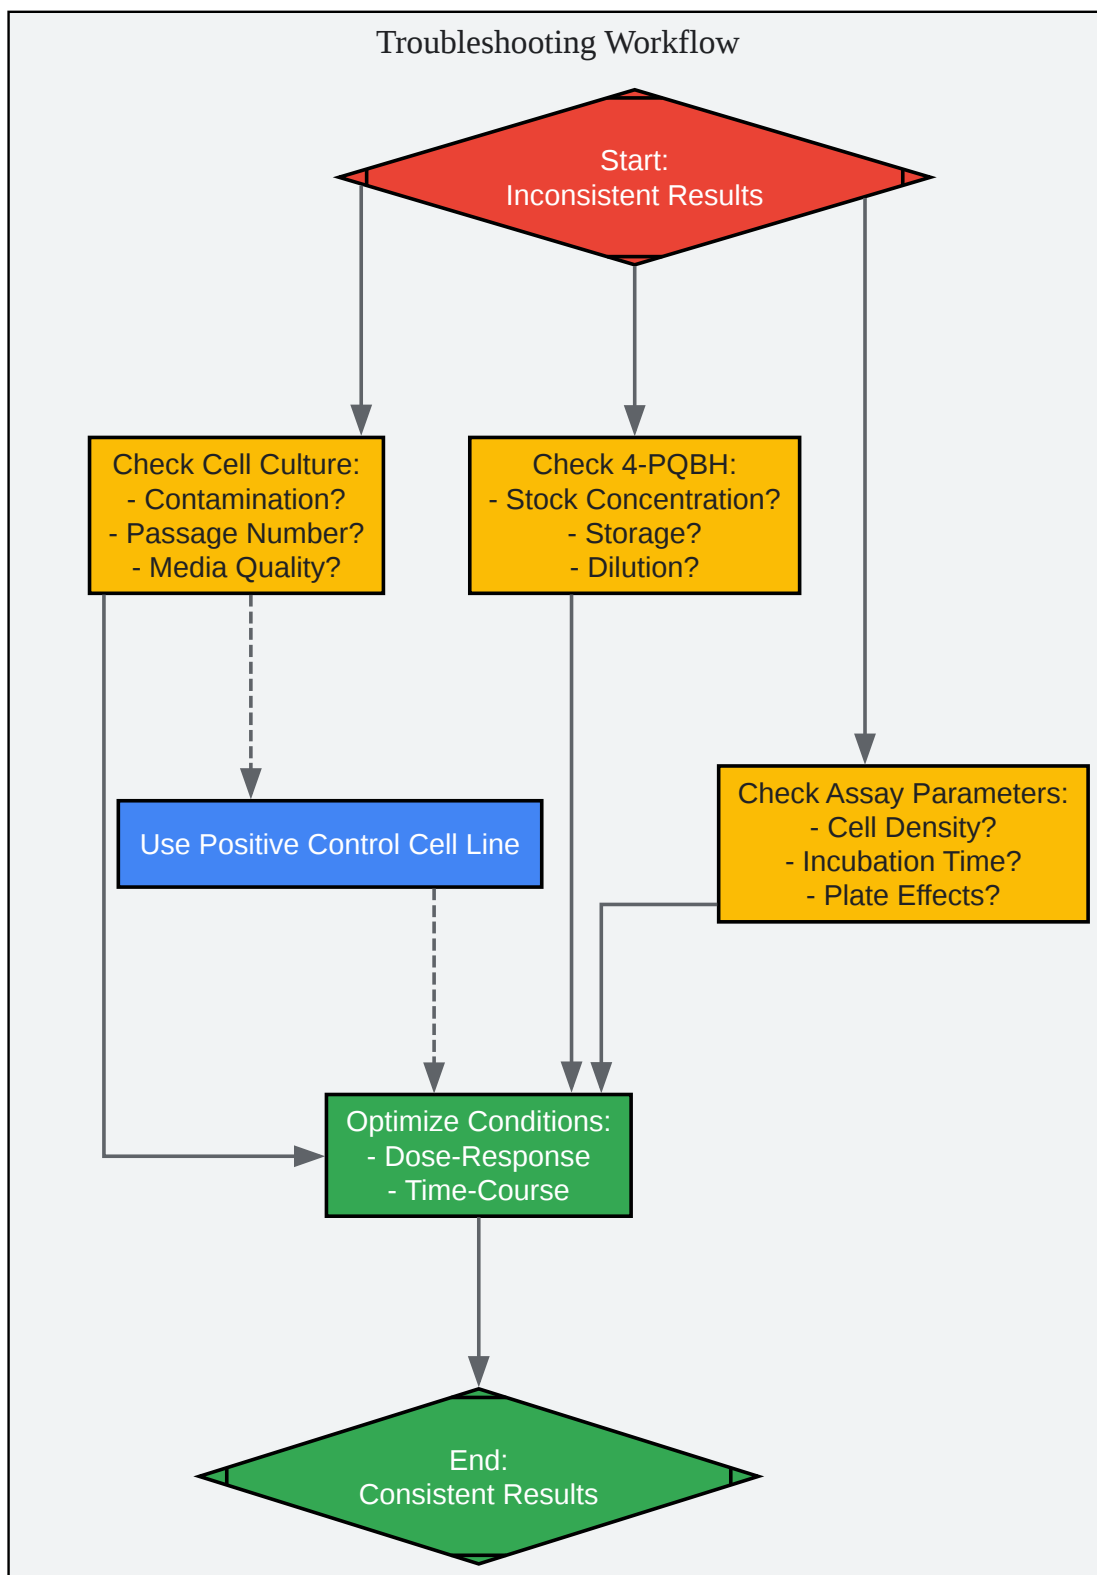 Troubleshooting Workflow
Start:
Inconsistent Results
Check Cell Culture:
- Contamination?
- Passage Number?
- Media Quality?
Check 4-PQBH:
- Stock Concentration?
- Storage?
- Dilution?
Check Assay Parameters:
- Cell Density?
- Incubation Time?
- Plate Effects?
Use Positive Control Cell Line
Optimize Conditions:
- Dose-Response
- Time-Course
End:
Consistent Results